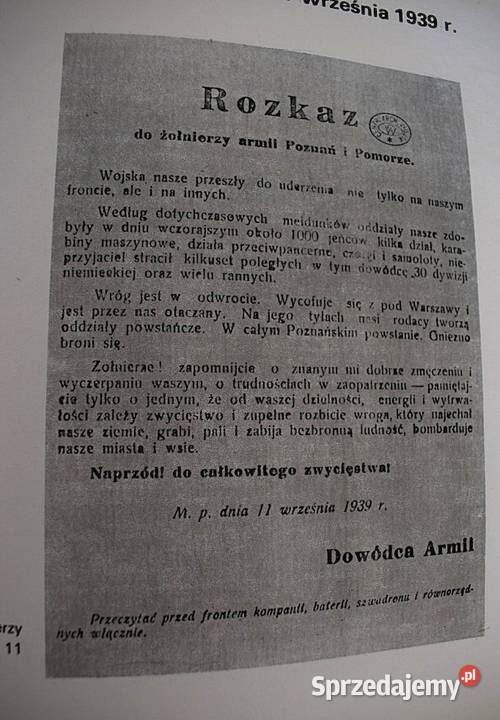 września 1939 r.
Rozkaz
do żołnierzy armii Poznań i Pomorze.
Wojska nasze przeszły do uderzenia nie tylko na naszym
froncie, ale i na innych.
Według dotychczasowych meldunków oddziały nasze zdo-
były w dniu wczorajszym około 1000 jeńców kilka dział, kara-
biny maszynowe, działa przeciwpancerne, czołgi i samoloty, nie-
przyjaciel stracił kilkuset poległych w tym dowódcę 30 dywizji
niemieckiej oraz wielu rannych.
Wróg jest w odwrocie. Wycofuje się z pod Warszawy i
jest przez nas otaczany. Na jego tyłach nasi rodacy tworzą
oddziały powstańcze. W całym Poznańskim powstanie. Gniezno
broni się.
Żołnierze! zapomnijcie o znanym mi dobrze zmęczeniu i
wyczerpaniu waszym, o trudnościach w zaopatrzeniu — pamiętaj-
cie tylko o jednym, że od waszej dzielności, energii i wytrwa-
łości zależy zwycięstwo i zupełne rozbicie wroga, który najechał
nasze ziemie, grabi, pali i zabija bezbronną ludność, bombarduje
nasze miasta i wsie.
Naprzód! do całkowitego zwycięstwa!
M. p. dnia 11 września 1939 r.
Dowódca Armii
Przeczytać przed frontem kompanii, baterii, szwadronu i równorzęd-
nych włącznie.
11
Sprzedajemy.pl